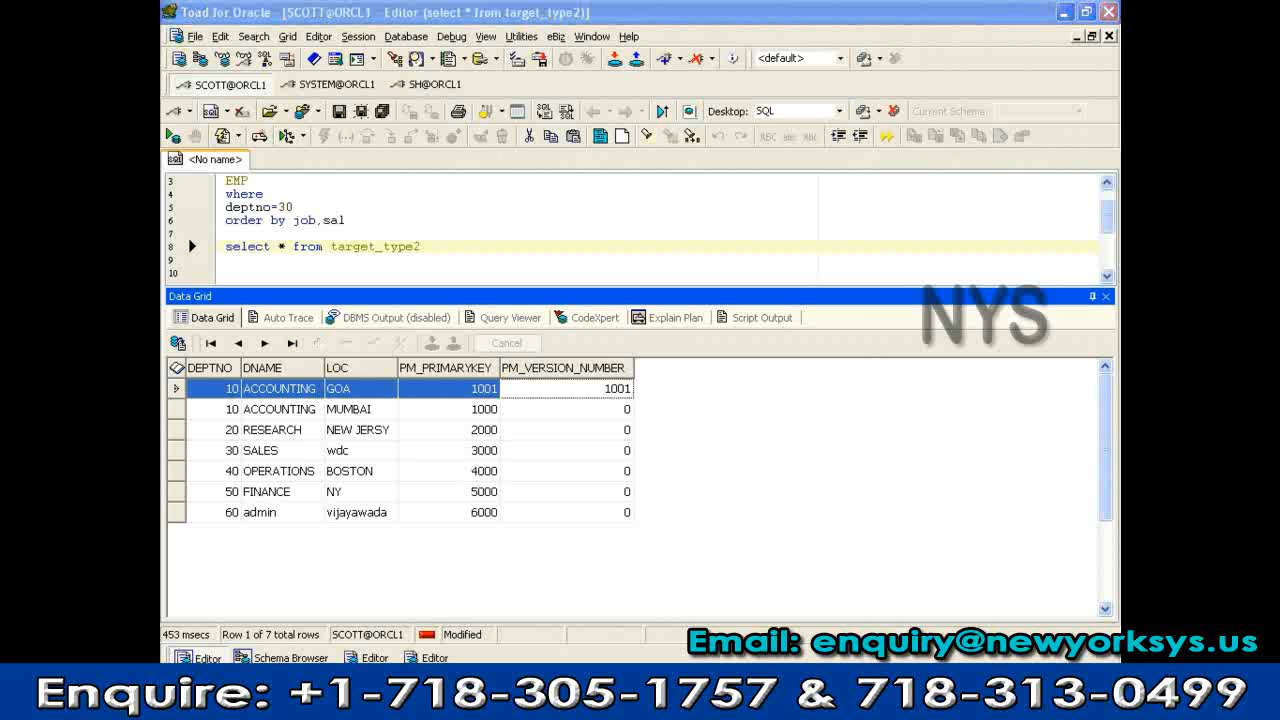 Toad for Oracle - [SCOTT@ORCL1 - Editor (select * from target_type2)]
File Edit Search Grid Editor Session Database Debug View Utilities eBiz Window Help
<default>
SCOTT@ORCL1 SYSTEM@ORCL1 SH@ORCL1
SQL Desktop: SQL Current Schema
ABC ABC ABC
SQL <No name>
3 EMP
4 where
5 deptno=30
6 order by job,sal
7
8 select * from target_type2
9
10
Data Grid
NYS
Data Grid Auto Trace DBMS Output (disabled) Query Viewer CodeXpert Explain Plan Script Output
Cancel
DEPTNO DNAME LOC PM_PRIMARYKEY PM_VERSION_NUMBER
10 ACCOUNTING GOA 1001 1001
10 ACCOUNTING MUMBAI 1000 0
20 RESEARCH NEW JERSY 2000 0
30 SALES wdc 3000 0
40 OPERATIONS BOSTON 4000 0
50 FINANCE NY 5000 0
60 admin vijayawada 6000 0
453 msecs Row 1 of 7 total rows SCOTT@ORCL1 Modified
Editor Schema Browser Editor Editor
Email: enquiry@newyorksys.us
Enquire: +1-718-305-1757 & 718-313-0499